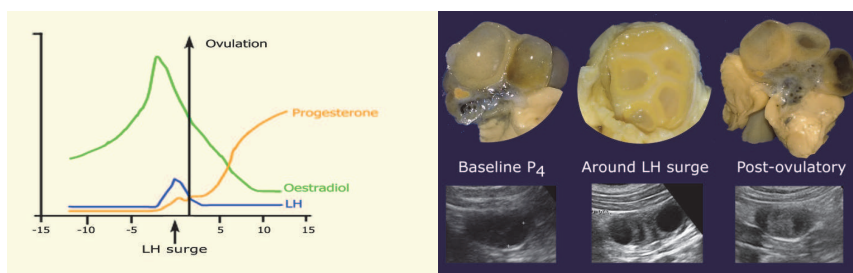 Ovulation
Progesterone
Oestradiol
LH
-15 -10 -5 0 5 10 15
LH surge
Baseline P4 Around LH surge Post-ovulatory